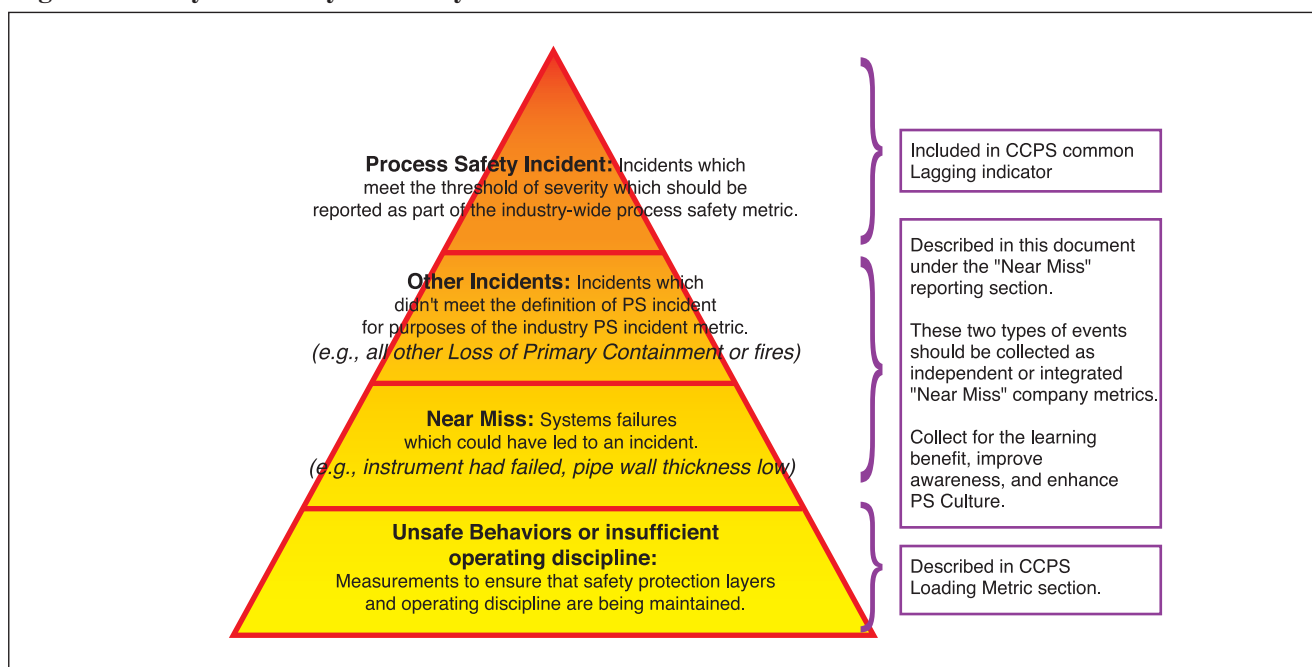 Process Safety Incident: Incidents which
meet the threshold of severity which should be
reported as part of the industry-wide process safety metric.
Other Incidents: Incidents which
didn't meet the definition of PS incident
for purposes of the industry PS incident metric.
(e.g., all other Loss of Primary Containment or fires)
Near Miss: Systems failures
which could have led to an incident.
(e.g., instrument had failed, pipe wall thickness low)
Unsafe Behaviors or insufficient
operating discipline:
Measurements to ensure that safety protection layers
and operating discipline are being maintained.
Included in CCPS common
Lagging indicator
Described in this document
under the "Near Miss"
reporting section.
These two types of events
should be collected as
independent or integrated
"Near Miss" company metrics.
Collect for the learning
benefit, improve
awareness, and enhance
PS Culture.
Described in CCPS
Loading Metric section.